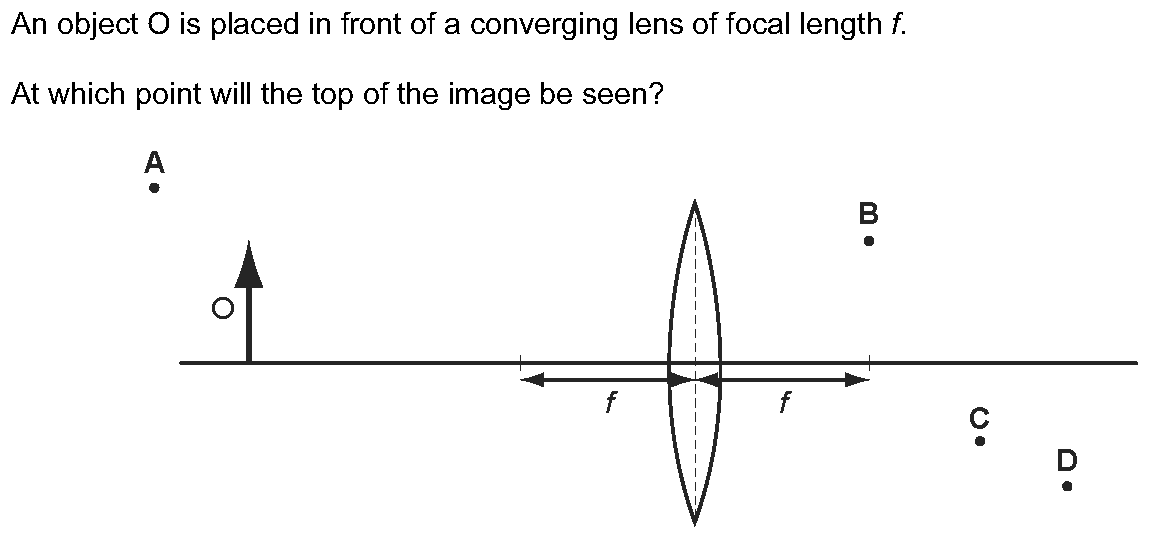 An object O is placed in front of a converging lens of focal length f.
At which point will the top of the image be seen?
A
B
O
f
f
C
D